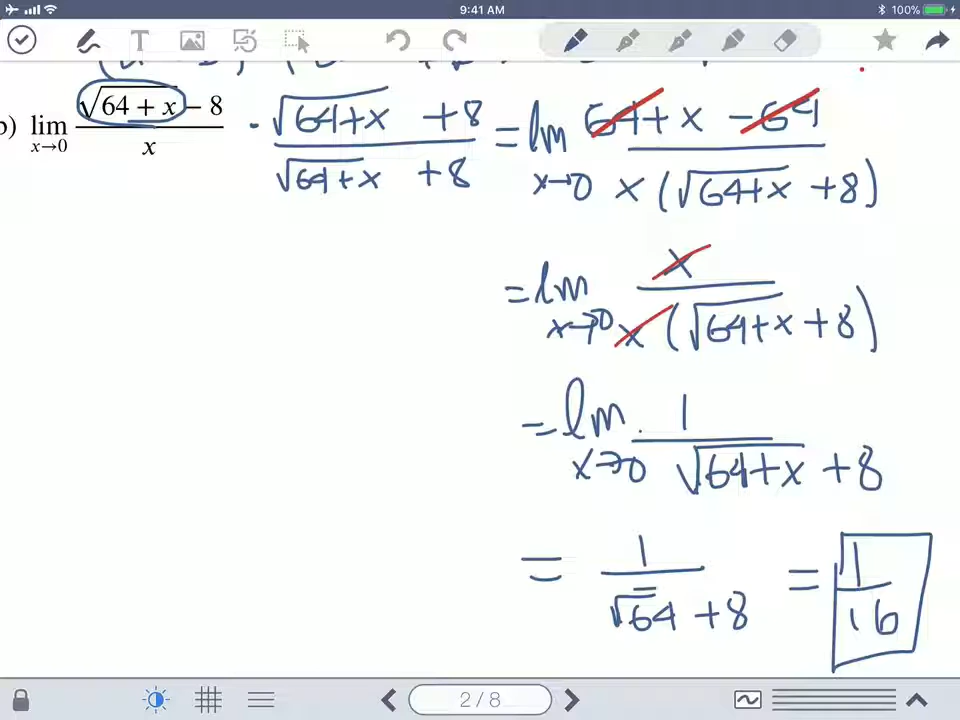 9:41 AM 100%
b) lim x→0 (√(64 + x) − 8)/x · (√(64+x) +8)/(√(64+x) +8) = lim x→0 (64+x −64)/(x(√(64+x) +8))
= lim x→0 x/(x(√(64+x) +8))
= lim x→0 1/(√(64+x) +8)
= 1/(√64 +8) = 1/16
2 / 8